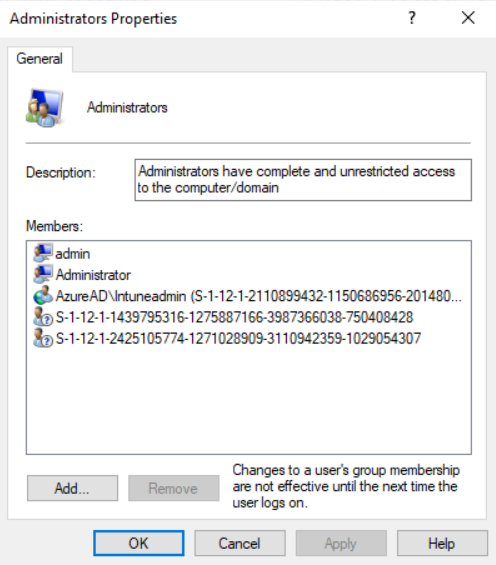 Administrators Properties
?
General
Administrators
Description:
Administrators have complete and unrestricted access
to the computer/domain
Members:
admin
Administrator
AzureAD\Intuneadmin (S-1-12-1-2110899432-1150686956-201480...
S-1-12-1-1439795316-1275887166-3987366038-750408428
S-1-12-1-2425105774-1271028909-3110942359-1029054307
Add...
Remove
Changes to a user's group membership
are not effective until the next time the
user logs on.
OK
Cancel
Apply
Help